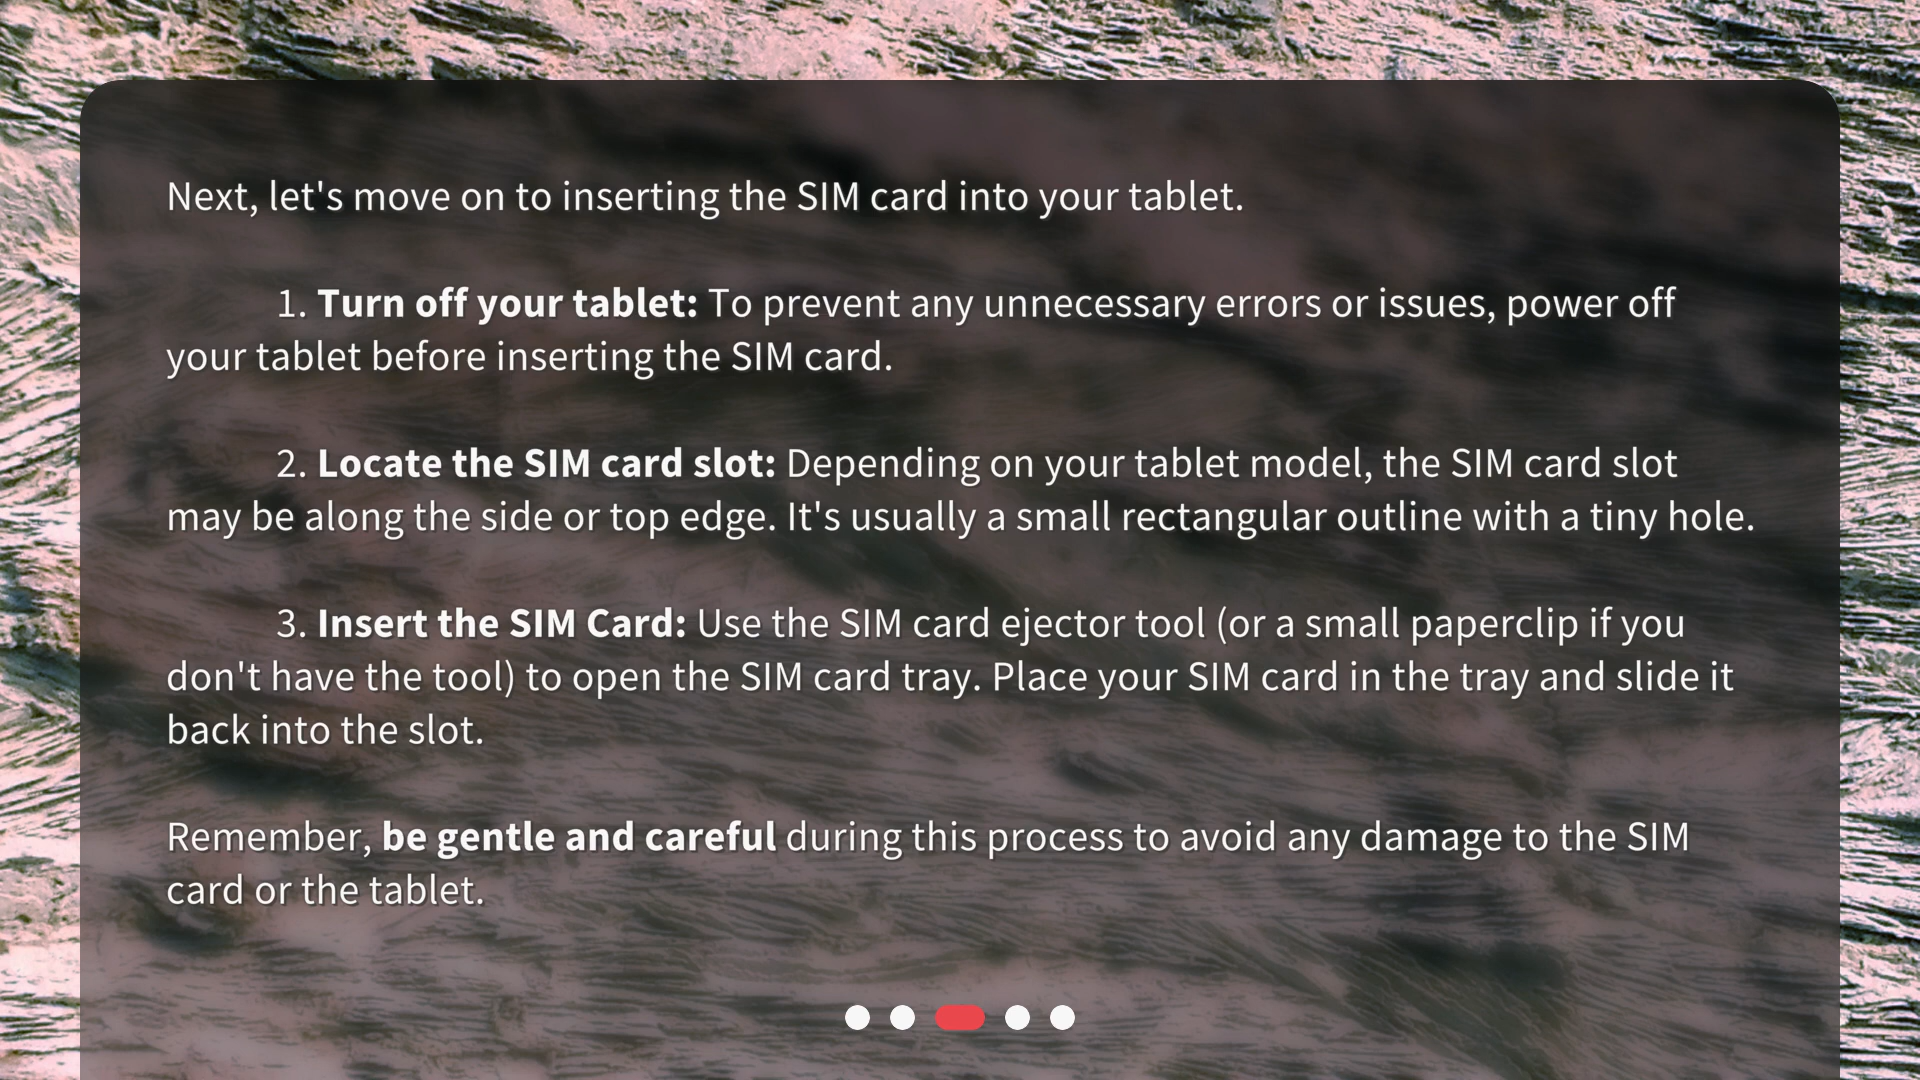 Next, let's move on to inserting the SIM card into your tablet.
1. Turn off your tablet: To prevent any unnecessary errors or issues, power off
your tablet before inserting the SIM card.
2. Locate the SIM card slot: Depending on your tablet model, the SIM card slot
may be along the side or top edge. It's usually a small rectangular outline with a tiny hole.
3. Insert the SIM Card: Use the SIM card ejector tool (or a small paperclip if you
don't have the tool) to open the SIM card tray. Place your SIM card in the tray and slide it
back into the slot.
Remember, be gentle and careful during this process to avoid any damage to the SIM
card or the tablet.